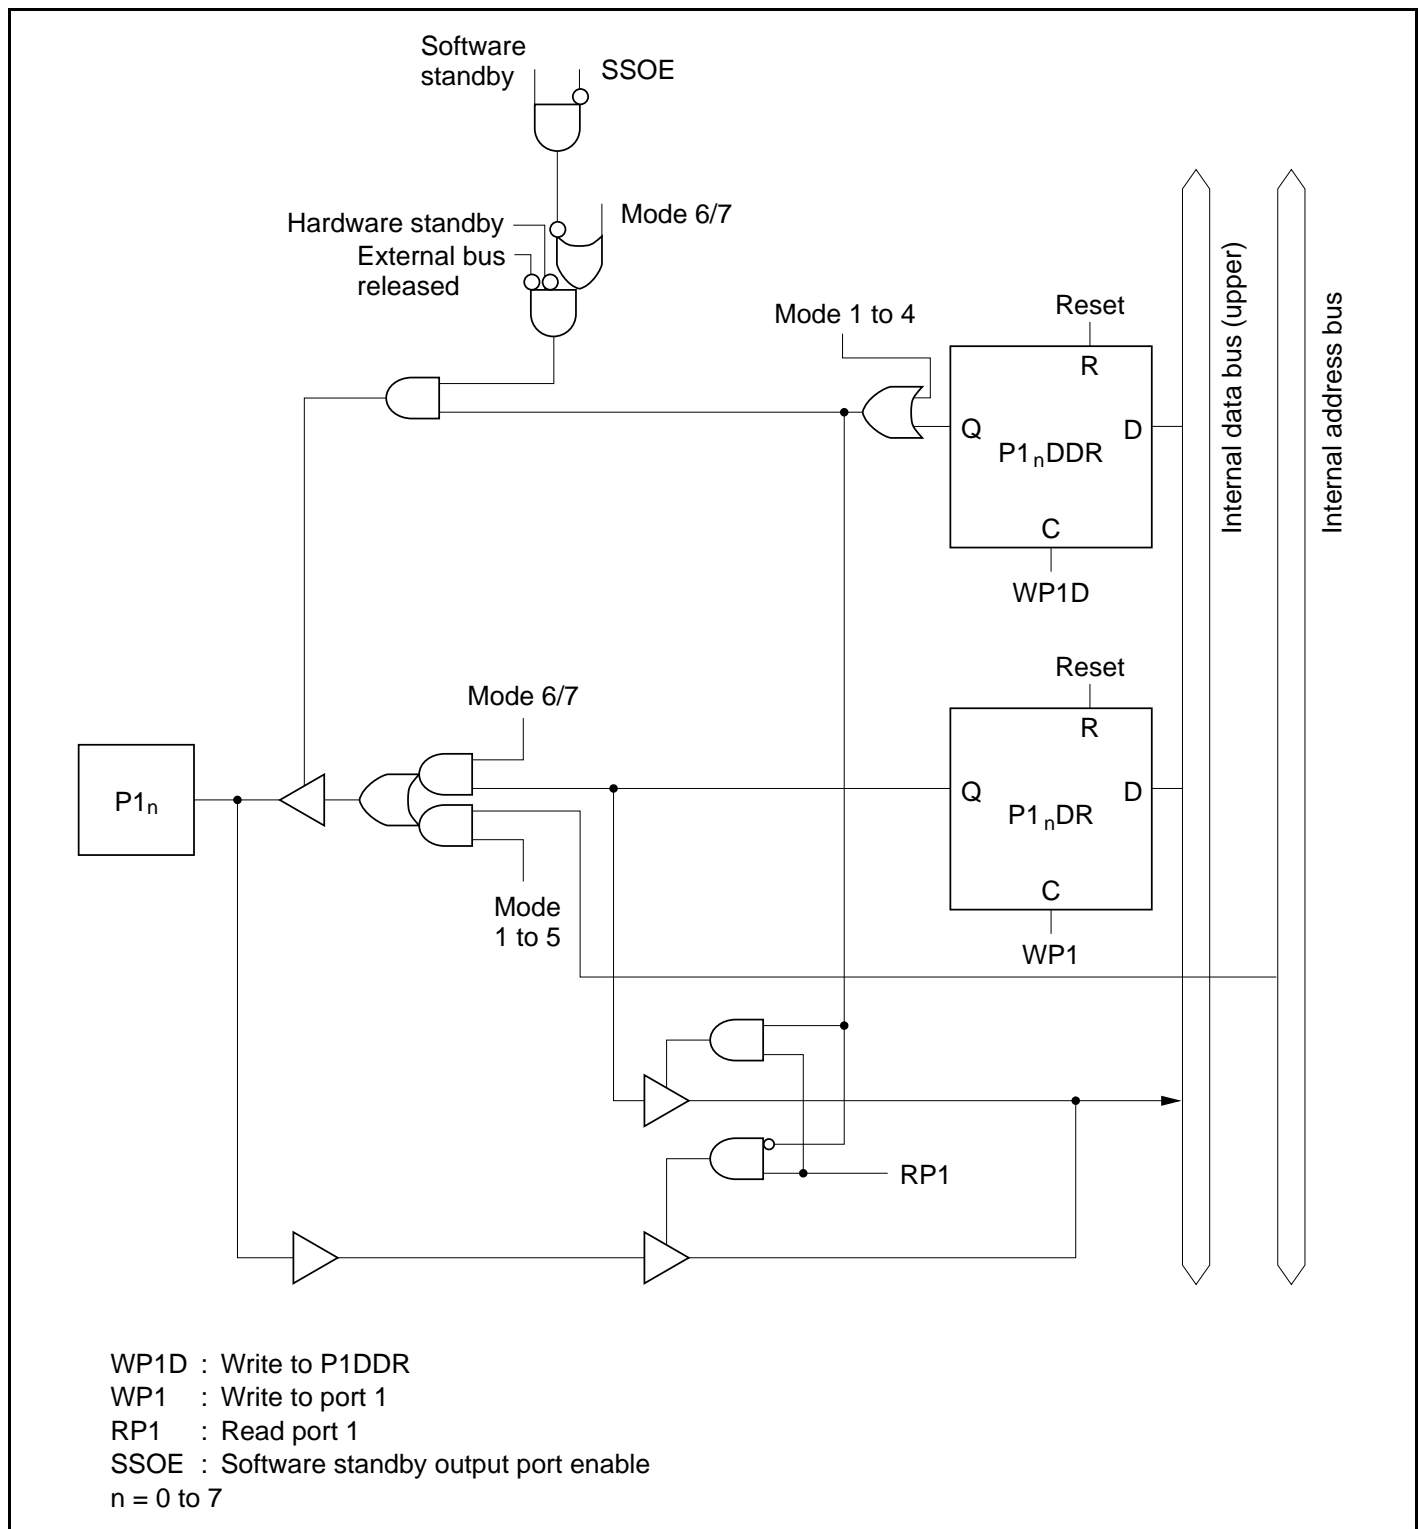 Software
standby
SSOE
Mode 6/7
Hardware standby
External bus
released
Mode 1 to 4
Reset
R
Q
D
P1nDDR
C
WP1D
Internal data bus (upper)
Internal address bus
Reset
R
Mode 6/7
P1n
Q
D
P1nDR
C
WP1
Mode
1 to 5
RP1
WP1D : Write to P1DDR
WP1 : Write to port 1
RP1 : Read port 1
SSOE : Software standby output port enable
n = 0 to 7